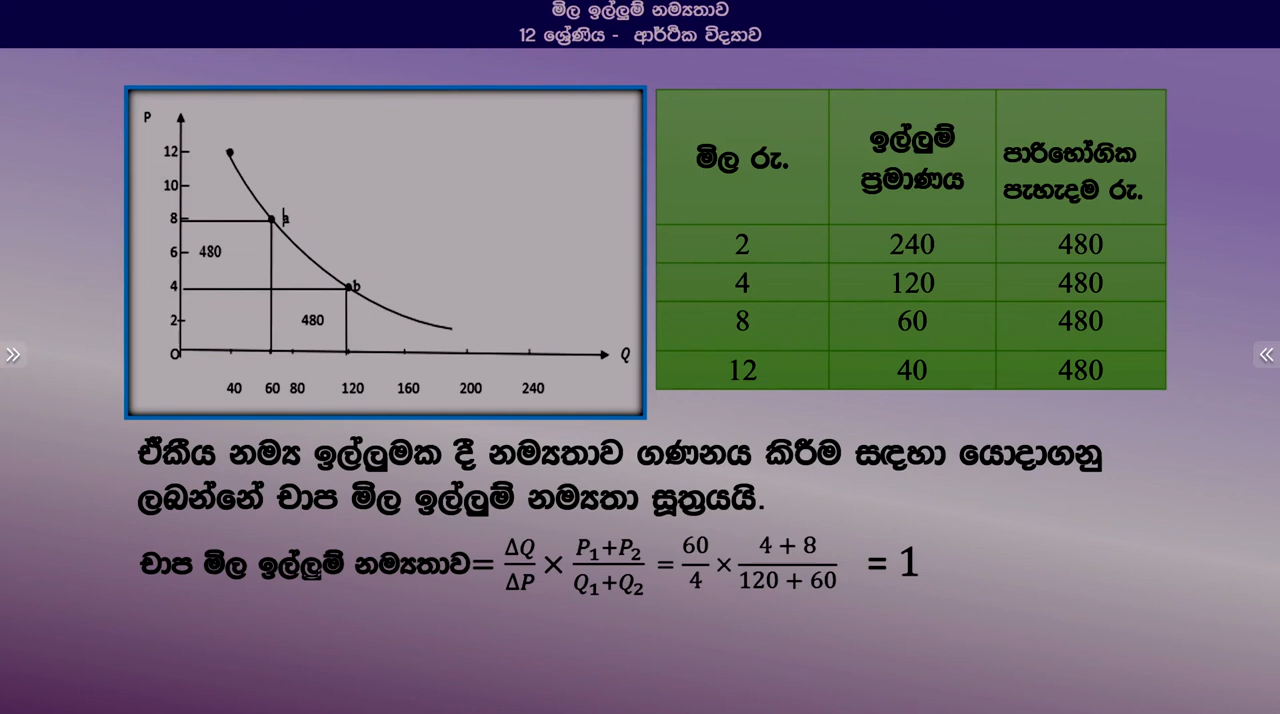 මිල ඉල්ලුම් නම්‍යතාව
12 ශ්‍රේණිය - ආර්ථික විද්‍යාව
P
12
10
8
a
6
480
4
b
2
480
O
Q
40 60 80 120 160 200 240
මිල රු.
ඉල්ලුම් ප්‍රමාණය
පාරිභෝගික පැහැදම රු.
2 240 480
4 120 480
8 60 480
12 40 480
ඒකීය නම්‍ය ඉල්ලුමක දී නම්‍යතාව ගණනය කිරීම සඳහා යොදාගනු
ලබන්නේ චාප මිල ඉල්ලුම් නම්‍යතා සූත්‍රයයි.
චාප මිල ඉල්ලුම් නම්‍යතාව= ΔQ/ΔP × P₁+P₂/Q₁+Q₂ = 60/4 × 4 + 8/120 + 60 = 1